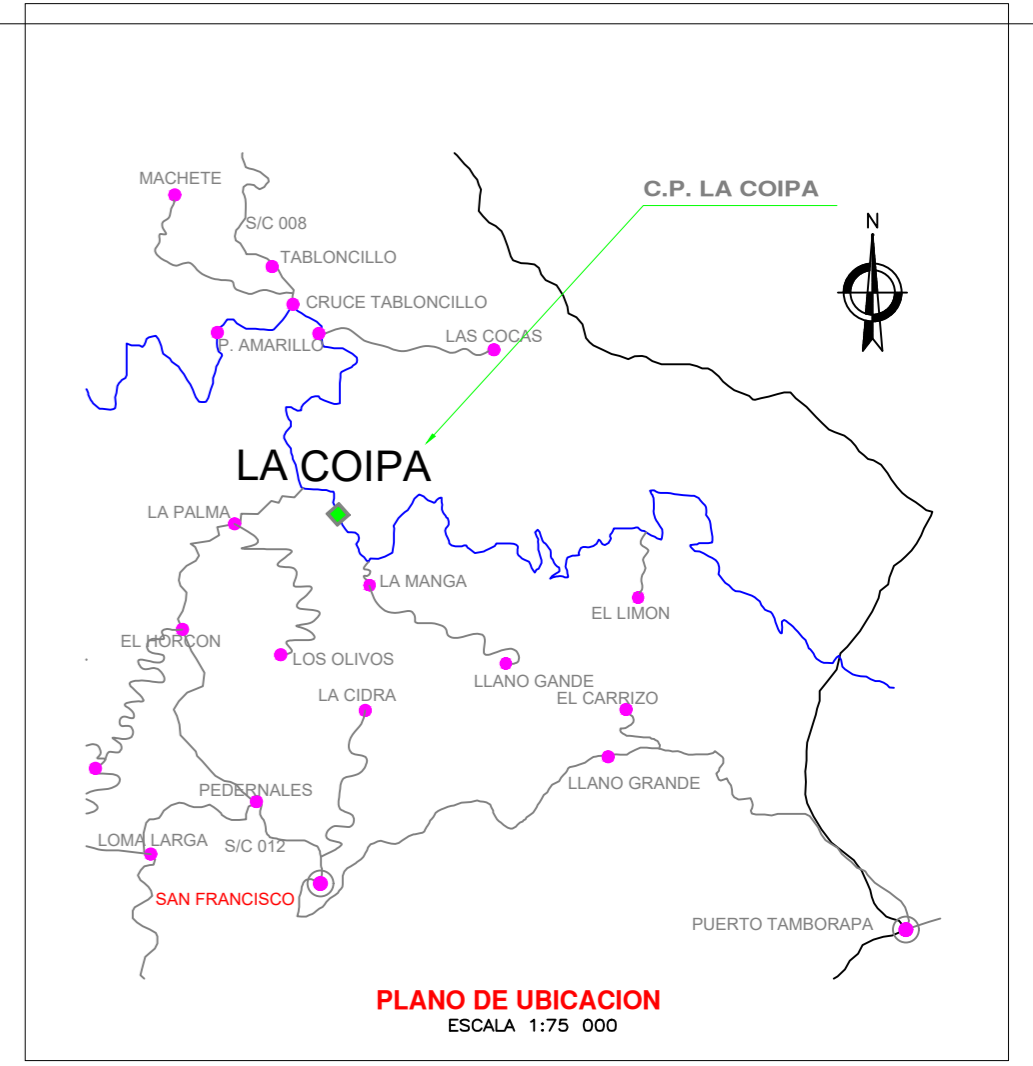 MACHETE
C.P. LA COIPA
N
S/C 008
TABLONCILLO
CRUCE TABLONCILLO
P. AMARILLO
LAS COCAS
LA COIPA
LA PALMA
LA MANGA
EL LIMON
EL HORCON
LOS OLIVOS
LLANO GANDE
LA CIDRA
EL CARRIZO
LLANO GRANDE
PEDERNALES
LOMA LARGA
S/C 012
SAN FRANCISCO
PUERTO TAMBORAPA
PLANO DE UBICACION
ESCALA 1:75 000